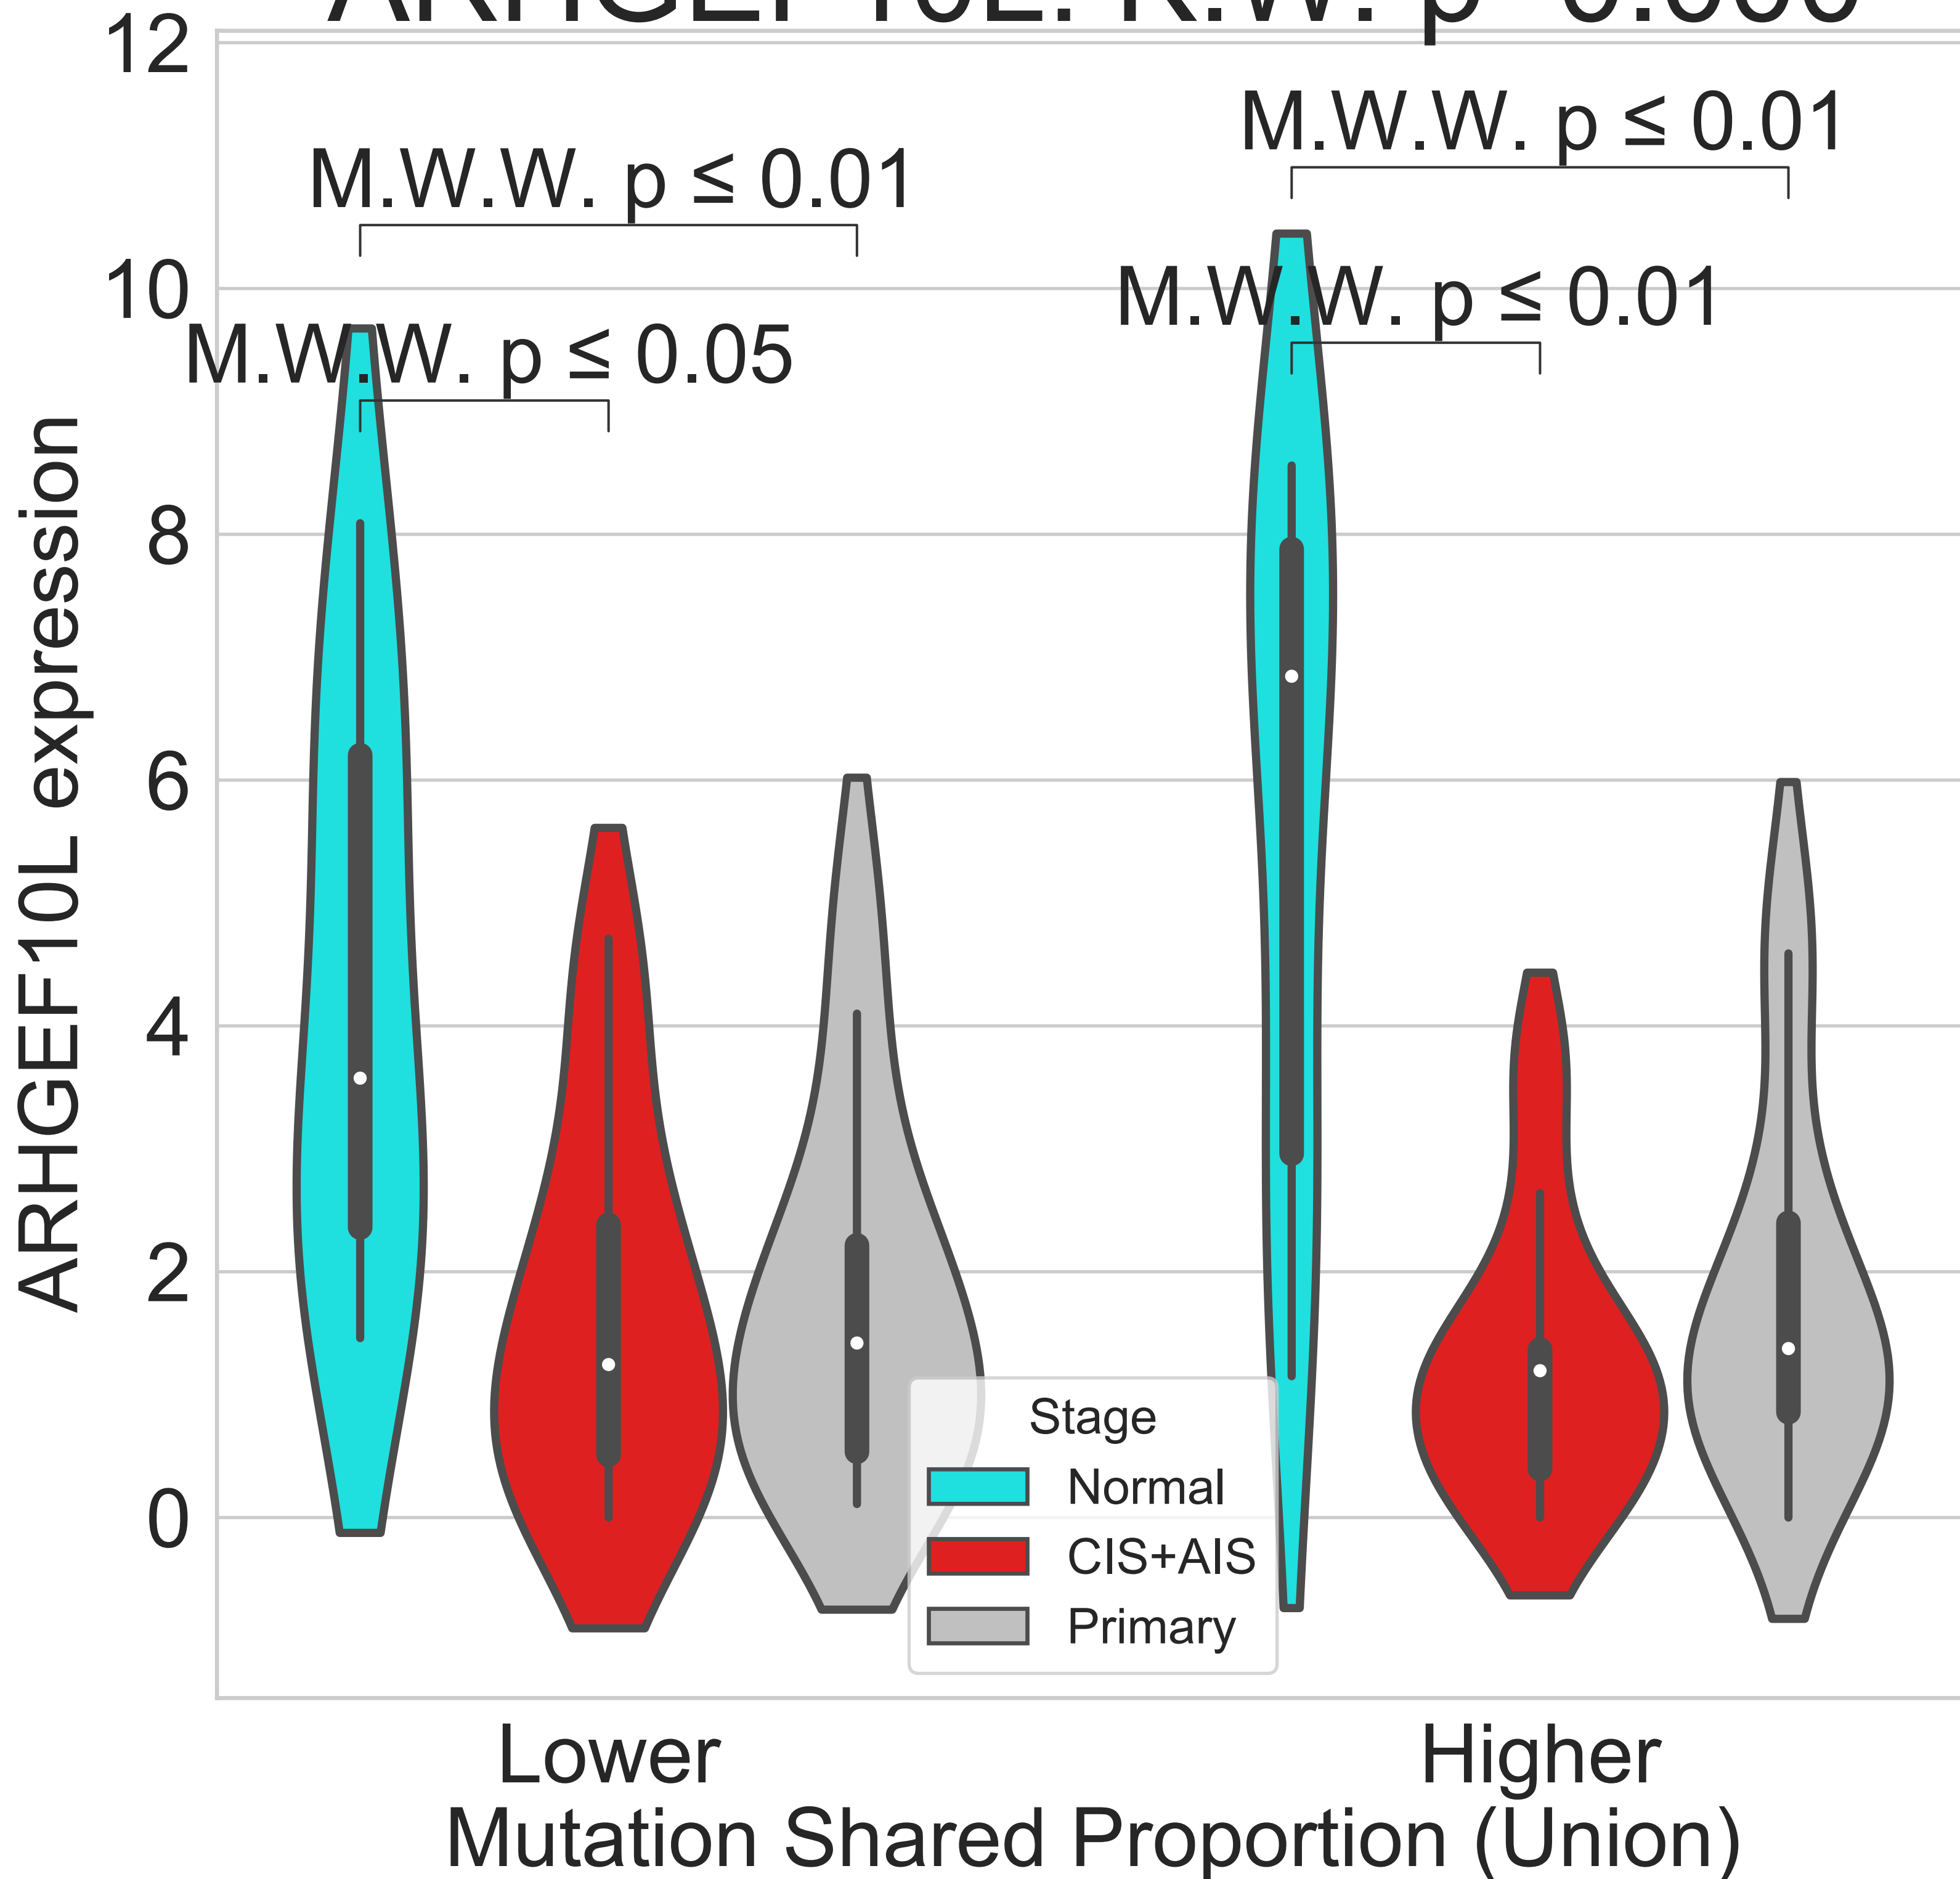 12
M.W.W. p ≤ 0.01
M.W.W. p ≤ 0.01
10
M.W.W. p ≤ 0.01
M.W.W. p ≤ 0.05
8
6
4
2
0
ARHGEF10L expression
Stage
Normal
CIS+AIS
Primary
Lower
Higher
Mutation Shared Proportion (Union)